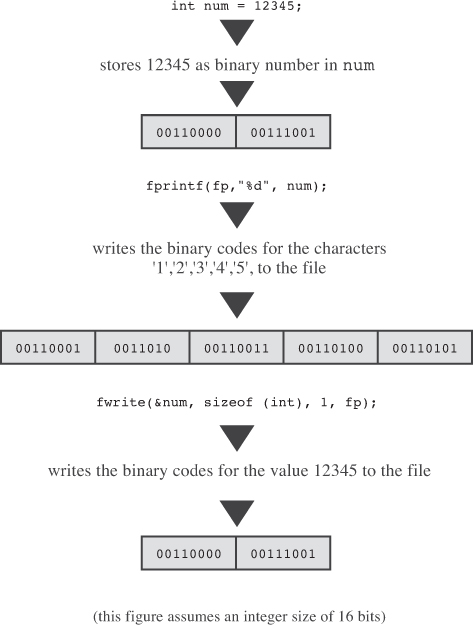 int num = 12345;
stores 12345 as binary number in num
00110000 00111001
fprintf(fp,"%d", num);
writes the binary codes for the characters
'1','2','3','4','5', to the file
00110001 0011010 00110011 00110100 00110101
fwrite(&num, sizeof (int), 1, fp);
writes the binary codes for the value 12345 to the file
00110000 00111001
(this figure assumes an integer size of 16 bits)